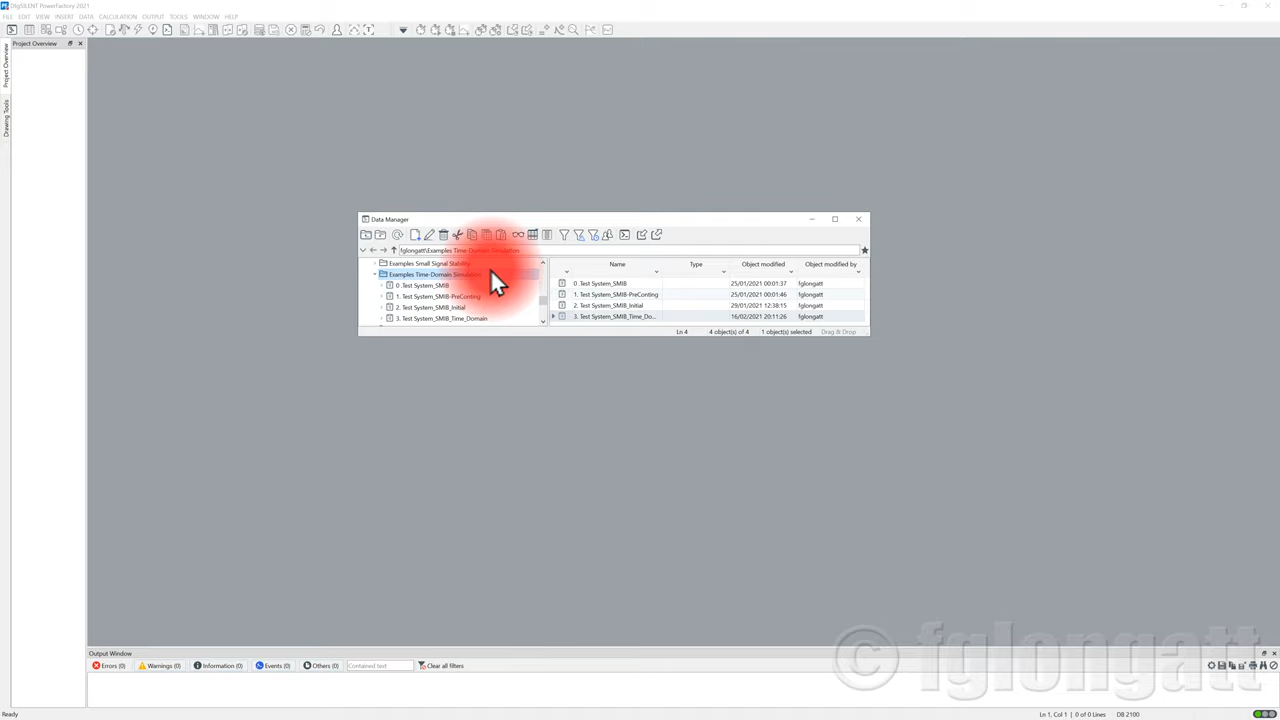 DIgSILENT PowerFactory 2021
FILE EDIT VIEW INSERT DATA CALCULATION OUTPUT TOOLS WINDOW HELP
Project Overview
Project Overview
Drawing Tools
Data Manager
fglongatt\Examples Time-Domain Simulation
Examples Small Signal Stability
Examples Time-Domain Simulation
0 .Test System_SMIB
1. Test System_SMIB-PreConting
2. Test System_SMIB_Initial
3. Test System_SMIB_Time_Domain
Name Type Object modified Object modified by
0 .Test System_SMIB 25/01/2021 00:01:37 fglongatt
1. Test System_SMIB-PreConting 25/01/2021 00:01:46 fglongatt
2. Test System_SMIB_Initial 29/01/2021 12:38:15 fglongatt
3. Test System_SMIB_Time_Do... 16/02/2021 20:11:26 fglongatt
Ln 4 4 object(s) of 4 1 object(s) selected Drag & Drop
© fglongatt
Output Window
Errors (0) Warnings (0) Information (0) Events (0) Others (0) Contained text Clear all filters
Ready Ln 1, Col 1 0 of 0 Lines DB 2100